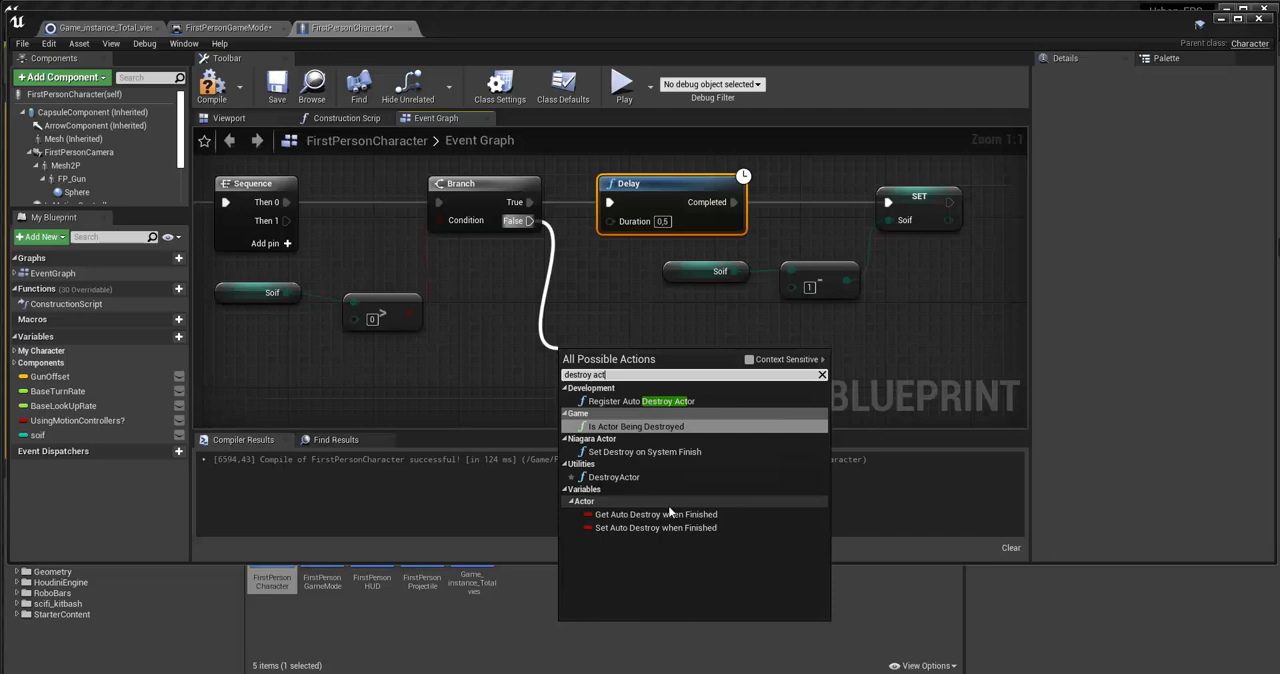 Game_instance_Total_vies
FirstPersonGameMode*
FirstPersonCharacter*
File Edit Asset View Debug Window Help
Parent class: Character
Components
Toolbar
Details
Palette
+Add Component
Search
FirstPersonCharacter(self)
CapsuleComponent (Inherited)
ArrowComponent (Inherited)
Mesh (Inherited)
FirstPersonCamera
Mesh2P
FP_Gun
Sphere
Compile
Save
Browse
Find
Hide Unrelated
Class Settings
Class Defaults
Play
No debug object selected
Debug Filter
Viewport
Construction Scrip
Event Graph
FirstPersonCharacter > Event Graph
Zoom 1:1
My Blueprint
+Add New
Search
Graphs
EventGraph
Functions (30 Overridable)
ConstructionScript
Macros
Variables
My Character
Components
GunOffset
BaseTurnRate
BaseLookUpRate
UsingMotionControllers?
soif
Event Dispatchers
Sequence
Then 0
Then 1
Add pin +
Branch
True
Condition
False
Delay
Completed
Duration 0,5
SET
Soif
Soif
1
-
Soif
0
>
BLUEPRINT
All Possible Actions
Context Sensitive
destroy act
Development
Register Auto Destroy Actor
Game
Is Actor Being Destroyed
Niagara Actor
Set Destroy on System Finish
Utilities
DestroyActor
Variables
Actor
Get Auto Destroy when Finished
Set Auto Destroy when Finished
Compiler Results
Find Results
[6594,43] Compile of FirstPersonCharacter successful! [in 124 ms] (/Game/F
aracter)
Clear
Geometry
HoudiniEngine
RoboBars
scifi_kitbash
StarterContent
FirstPerson
Character
FirstPerson
GameMode
FirstPerson
HUD
FirstPerson
Projectile
Game_
instance_Total
vies
5 items (1 selected)
View Options